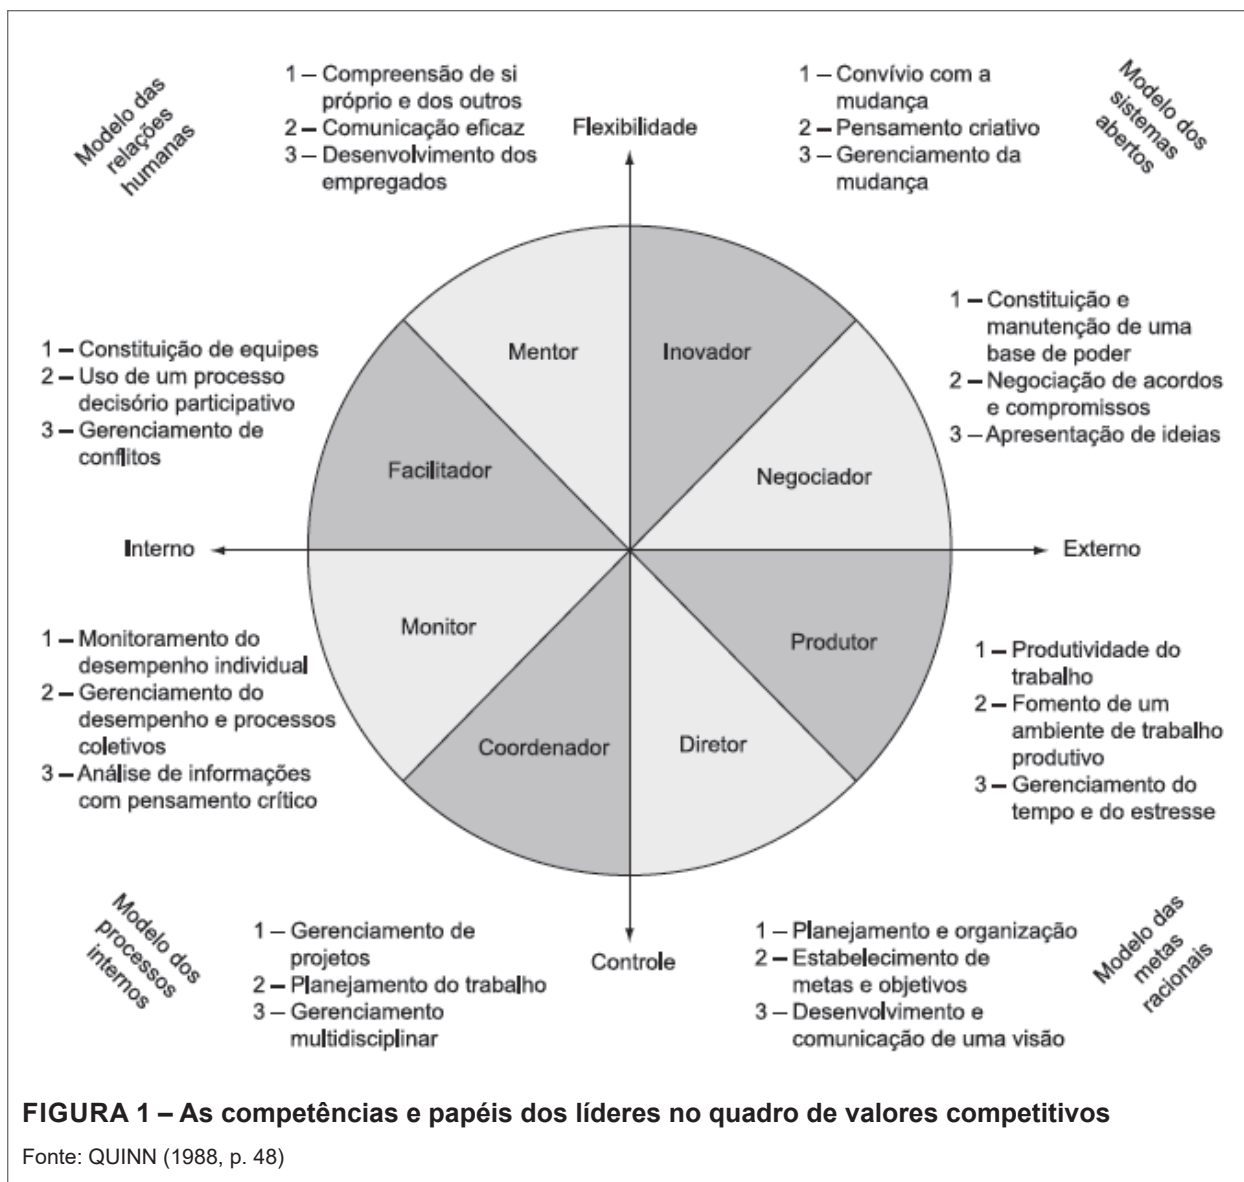 Modelo das
relações
humanas
1 – Compreensão de si
próprio e dos outros
2 – Comunicação eficaz
3 – Desenvolvimento dos
empregados
Flexibilidade
1 – Convívio com a
mudança
2 – Pensamento criativo
3 – Gerenciamento da
mudança
Modelo dos
sistemas
abertos
1 – Constituição de equipes
2 – Uso de um processo
decisório participativo
3 – Gerenciamento de
conflitos
Mentor
Inovador
1 – Constituição e
manutenção de uma
base de poder
2 – Negociação de acordos
e compromissos
3 – Apresentação de ideias
Facilitador
Negociador
Interno
Externo
1 – Monitoramento do
desempenho individual
2 – Gerenciamento do
desempenho e processos
coletivos
3 – Análise de informações
com pensamento crítico
Monitor
Produtor
1 – Produtividade do
trabalho
2 – Fomento de um
ambiente de trabalho
produtivo
3 – Gerenciamento do
tempo e do estresse
Coordenador
Diretor
Modelo dos
processos
internos
1 – Gerenciamento de
projetos
2 – Planejamento do trabalho
3 – Gerenciamento
multidisciplinar
Controle
1 – Planejamento e organização
2 – Estabelecimento de
metas e objetivos
3 – Desenvolvimento e
comunicação de uma visão
Modelo das
metas
racionais
FIGURA 1 – As competências e papéis dos líderes no quadro de valores competitivos
Fonte: QUINN (1988, p. 48)